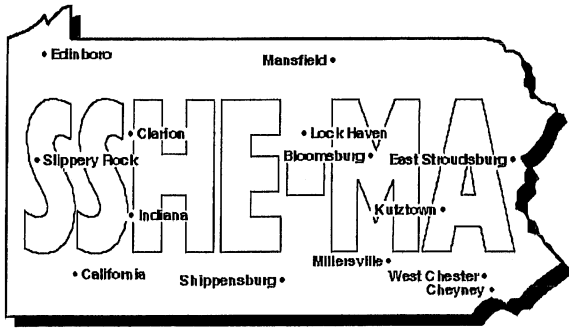 Edinboro
Mansfield
SSHE-MA
Clarion
Lock Haven
Slippery Rock
Bloomsburg
East Stroudsburg
Indiana
Kutztown
Millersville
California
Shippensburg
West Chester
Cheyney